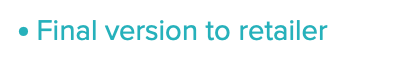 • Final version to retailer